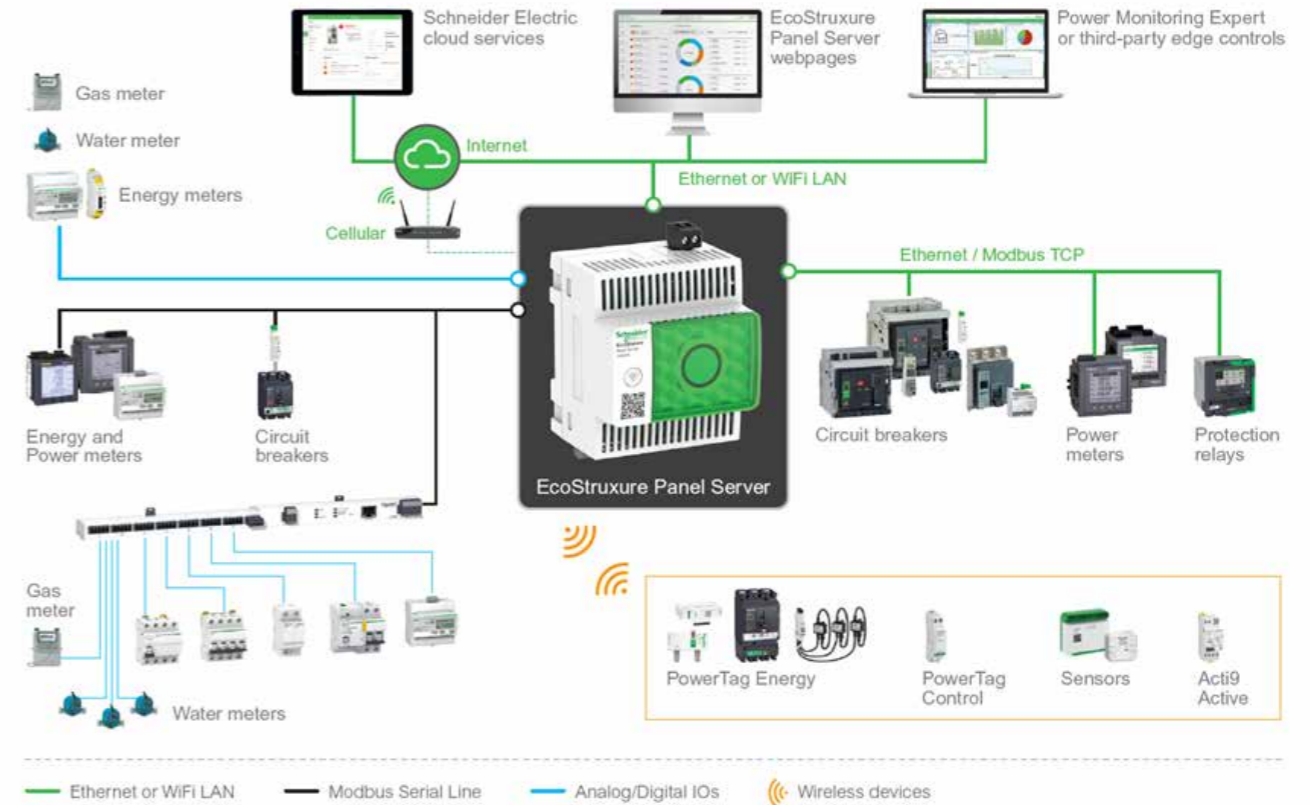 Schneider Electric
cloud services
EcoStruxure
Panel Server
webpages
Power Monitoring Expert
or third-party edge controls
Gas meter
Water meter
Energy meters
Internet
Ethernet or WiFi LAN
Cellular
Ethernet / Modbus TCP
Schneider
EcoStruxure Panel Server
Energy and
Power meters
Circuit
breakers
Circuit breakers
Power
meters
Protection
relays
Gas
meter
Water meters
PowerTag Energy
PowerTag
Control
Sensors
Acti9
Active
Ethernet or WiFi LAN
Modbus Serial Line
Analog/Digital IOs
Wireless devices